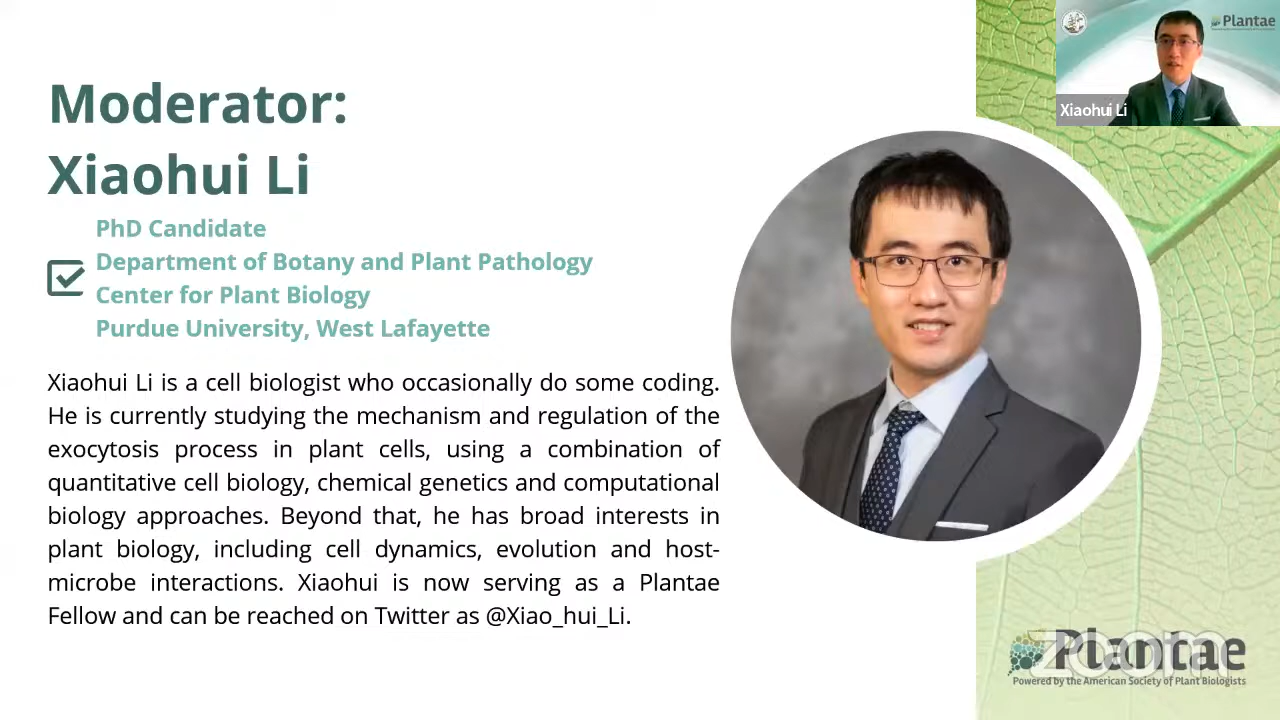 Moderator:
Xiaohui Li
PhD Candidate
Department of Botany and Plant Pathology
Center for Plant Biology
Purdue University, West Lafayette
Xiaohui Li is a cell biologist who occasionally do some coding.
He is currently studying the mechanism and regulation of the
exocytosis process in plant cells, using a combination of
quantitative cell biology, chemical genetics and computational
biology approaches. Beyond that, he has broad interests in
plant biology, including cell dynamics, evolution and host-
microbe interactions. Xiaohui is now serving as a Plantae
Fellow and can be reached on Twitter as @Xiao_hui_Li.
Plantae
Xiaohui Li
zoom
Plantae
Powered by the American Society of Plant Biologists